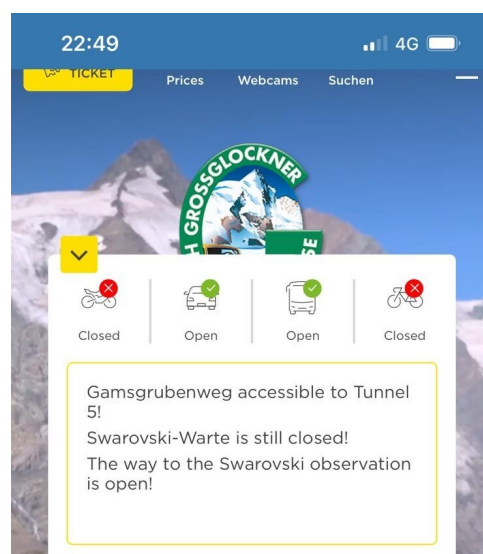 22:49 4G
TICKET Prices Webcams Suchen
GROSSGLOCKNER
Closed Open Open Closed
Gamsgrubenweg accessible to Tunnel
5!
Swarovski-Warte is still closed!
The way to the Swarovski observation
is open!